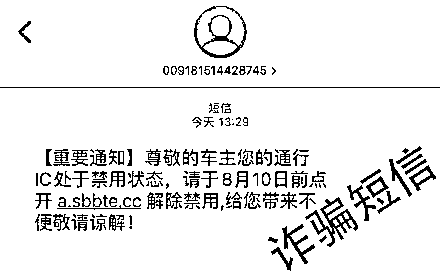 009181514428745 >
短信
今天 13:29
【重要通知】尊敬的车主您的通行
IC处于禁用状态，请于8月10日前点
开 a.sbbte.cc 解除禁用,给您带来不
便敬请谅解！
诈骗短信